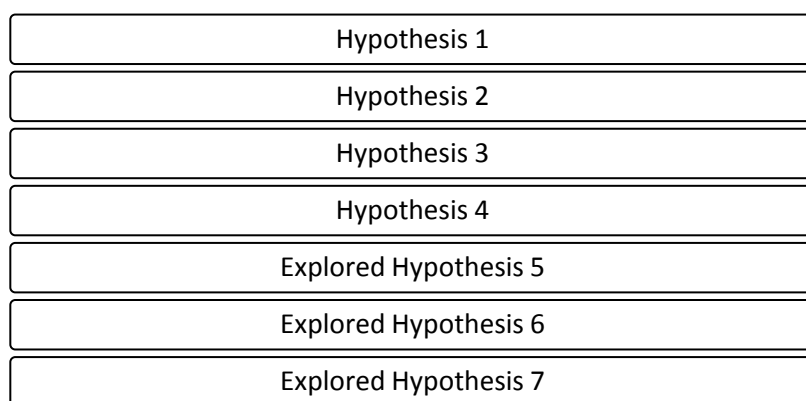 Hypothesis 1
Hypothesis 2
Hypothesis 3
Hypothesis 4
Explored Hypothesis 5
Explored Hypothesis 6
Explored Hypothesis 7